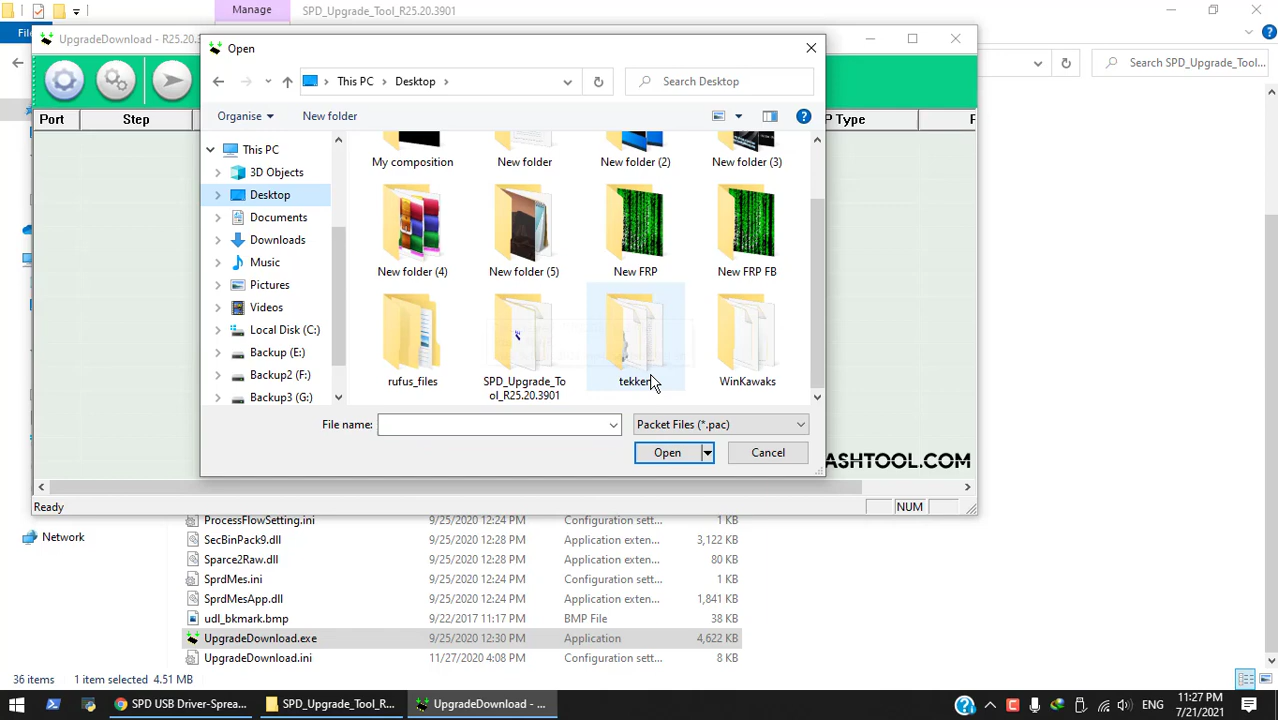 Manage
SPD_Upgrade_Tool_R25.20.3901
UpgradeDownload - R25.20.3
Open
This PC
Desktop
Search Desktop
Search SPD_Upgrade_Tool...
Organise
New folder
Port
Step
Type
My composition
New folder
New folder (2)
New folder (3)
This PC
3D Objects
Desktop
Documents
Downloads
Music
Pictures
Videos
Local Disk (C:)
Backup (E:)
Backup2 (F:)
Backup3 (G:)
New folder (4)
New folder (5)
New FRP
New FRP FB
rufus_files
SPD_Upgrade_To
ol_R25.20.3901
tekken
WinKawaks
File name:
Packet Files (*.pac)
Open
Cancel
ASHTOOL.COM
Ready
NUM
ProcessFlowSetting.ini 9/25/2020 12:24 PM Configuration sett... 1 KB
Network
SecBinPack9.dll 9/25/2020 12:28 PM Application exten... 3,122 KB
Sparce2Raw.dll 9/25/2020 12:28 PM Application exten... 80 KB
SprdMes.ini 9/25/2020 12:24 PM Configuration sett... 1 KB
SprdMesApp.dll 9/25/2020 12:28 PM Application exten... 1,841 KB
udl_bkmark.bmp 9/22/2017 11:17 PM BMP File 38 KB
UpgradeDownload.exe 9/25/2020 12:30 PM Application 4,622 KB
UpgradeDownload.ini 11/27/2020 4:08 PM Configuration sett... 8 KB
36 items 1 item selected 4.51 MB
SPD USB Driver-Sprea...
SPD_Upgrade_Tool_R...
UpgradeDownload - ...
ENG
11:27 PM
7/21/2021